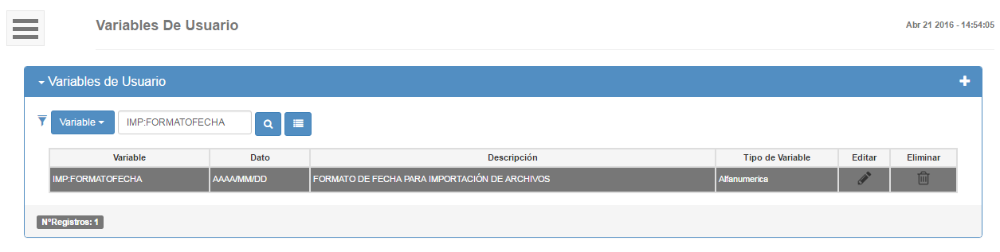 Variables De Usuario
Abr 21 2016 - 14:54:05
Variables de Usuario
Variable IMP:FORMATOFECHA
Variable Dato Descripción Tipo de Variable Editar Eliminar
IMP:FORMATOFECHA AAAA/MM/DD FORMATO DE FECHA PARA IMPORTACIÓN DE ARCHIVOS Alfanumerica
N°Registros: 1